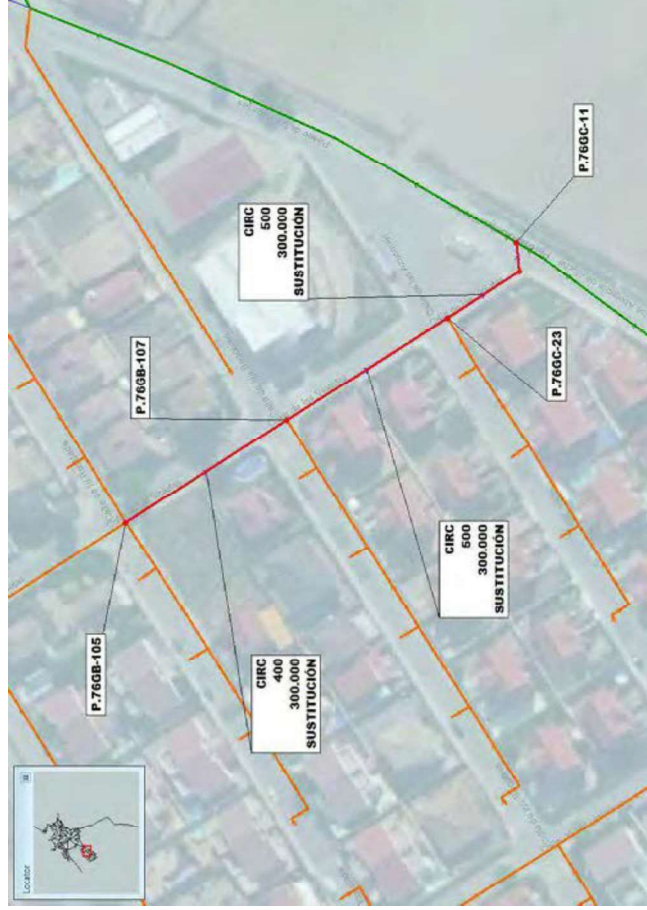 Locator
P.76GB-105
CIRC
400
300.000
SUSTITUCIÓN
P.76GB-107
CIRC
500
300.000
SUSTITUCIÓN
CIRC
500
300.000
SUSTITUCIÓN
P.76GC-23
P.76GC-11